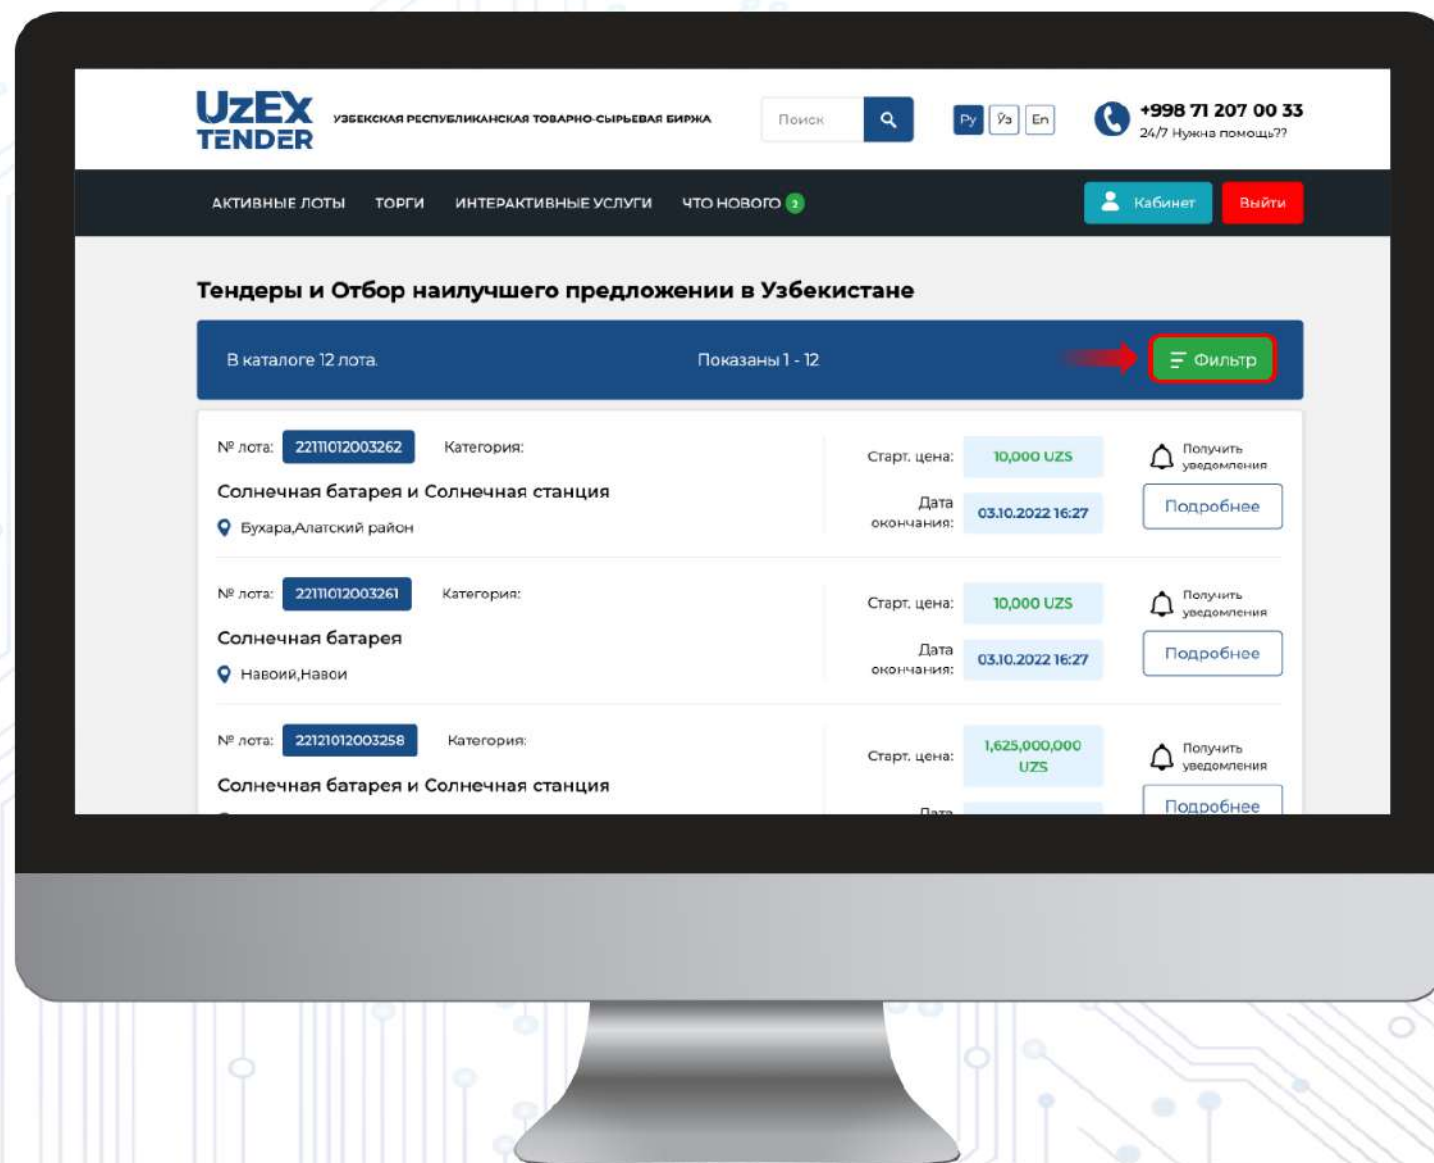 UzEX
TENDER
УЗБЕКСКАЯ РЕСПУБЛИКАНСКАЯ ТОВАРНО-СЫРЬЕВАЯ БИРЖА
Поиск
Ру Ўз En
+998 71 207 00 33
24/7 Нужна помощь??
АКТИВНЫЕ ЛОТЫ ТОРГИ ИНТЕРАКТИВНЫЕ УСЛУГИ ЧТО НОВОГО 2
Кабинет Выйти
Тендеры и Отбор наилучшего предложении в Узбекистане
В каталоге 12 лота. Показаны 1 - 12 Фильтр
№ лота: 22111012003262 Категория:
Солнечная батарея и Солнечная станция
Бухара,Алатский район
Старт. цена: 10,000 UZS
Дата
окончания: 03.10.2022 16:27
Получить
уведомления
Подробнее
№ лота: 22111012003261 Категория:
Солнечная батарея
Навоий,Навои
Старт. цена: 10,000 UZS
Дата
окончания: 03.10.2022 16:27
Получить
уведомления
Подробнее
№ лота: 22121012003258 Категория:
Солнечная батарея и Солнечная станция
Старт. цена: 1,625,000,000
UZS
Дата
Получить
уведомления
Подробнее